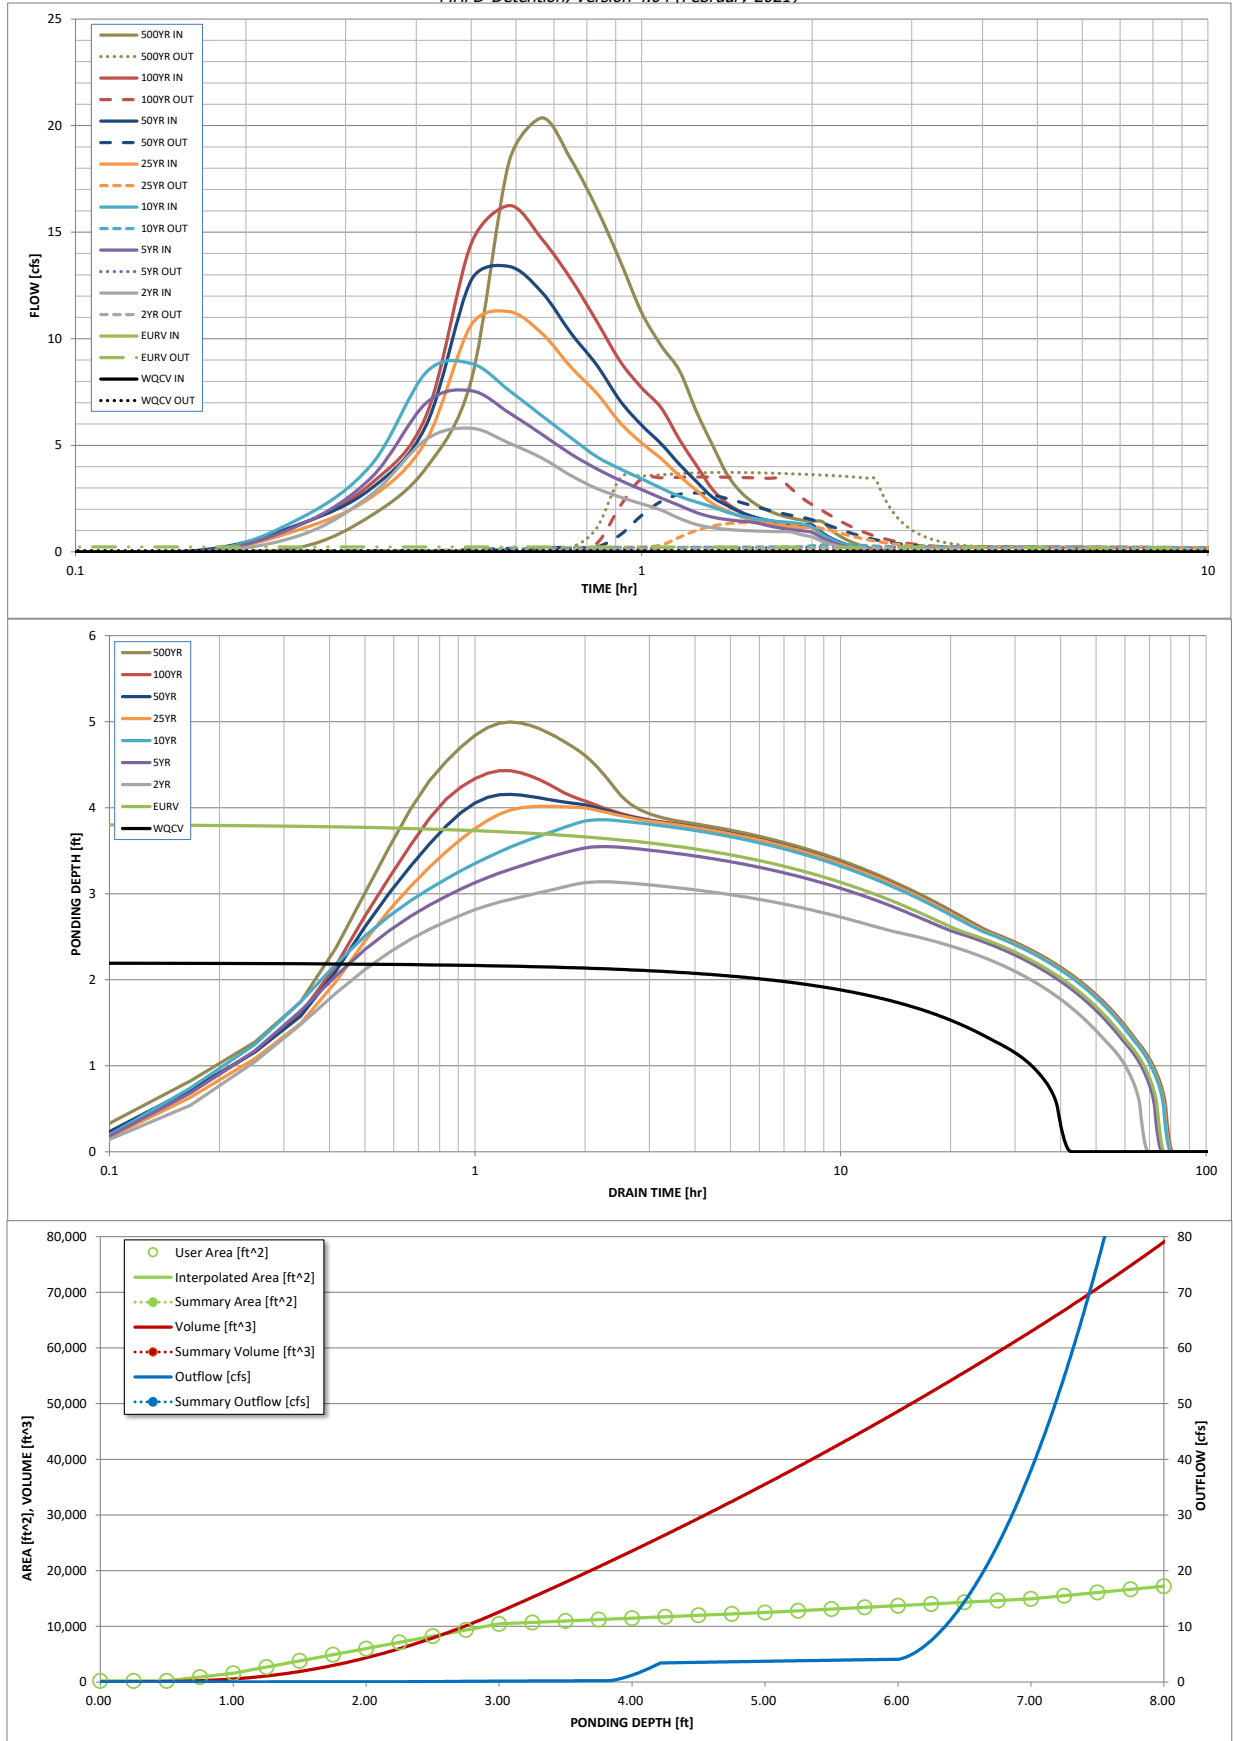 25
20
15
10
5
0
FLOW [cfs]
500YR IN
500YR OUT
100YR IN
100YR OUT
50YR IN
50YR OUT
25YR IN
25YR OUT
10YR IN
10YR OUT
5YR IN
5YR OUT
2YR IN
2YR OUT
EURV IN
EURV OUT
WQCV IN
WQCV OUT
0.1 1 10
TIME [hr]
6
5
4
3
2
1
0
PONDING DEPTH [ft]
500YR
100YR
50YR
25YR
10YR
5YR
2YR
EURV
WQCV
0.1 1 10 100
DRAIN TIME [hr]
80,000
70,000
60,000
50,000
40,000
30,000
20,000
10,000
0
AREA [ft^2], VOLUME [ft^3]
User Area [ft^2]
Interpolated Area [ft^2]
Summary Area [ft^2]
Volume [ft^3]
Summary Volume [ft^3]
Outflow [cfs]
Summary Outflow [cfs]
80
70
60
50
40
30
20
10
0
OUTFLOW [cfs]
0.00 1.00 2.00 3.00 4.00 5.00 6.00 7.00 8.00
PONDING DEPTH [ft]